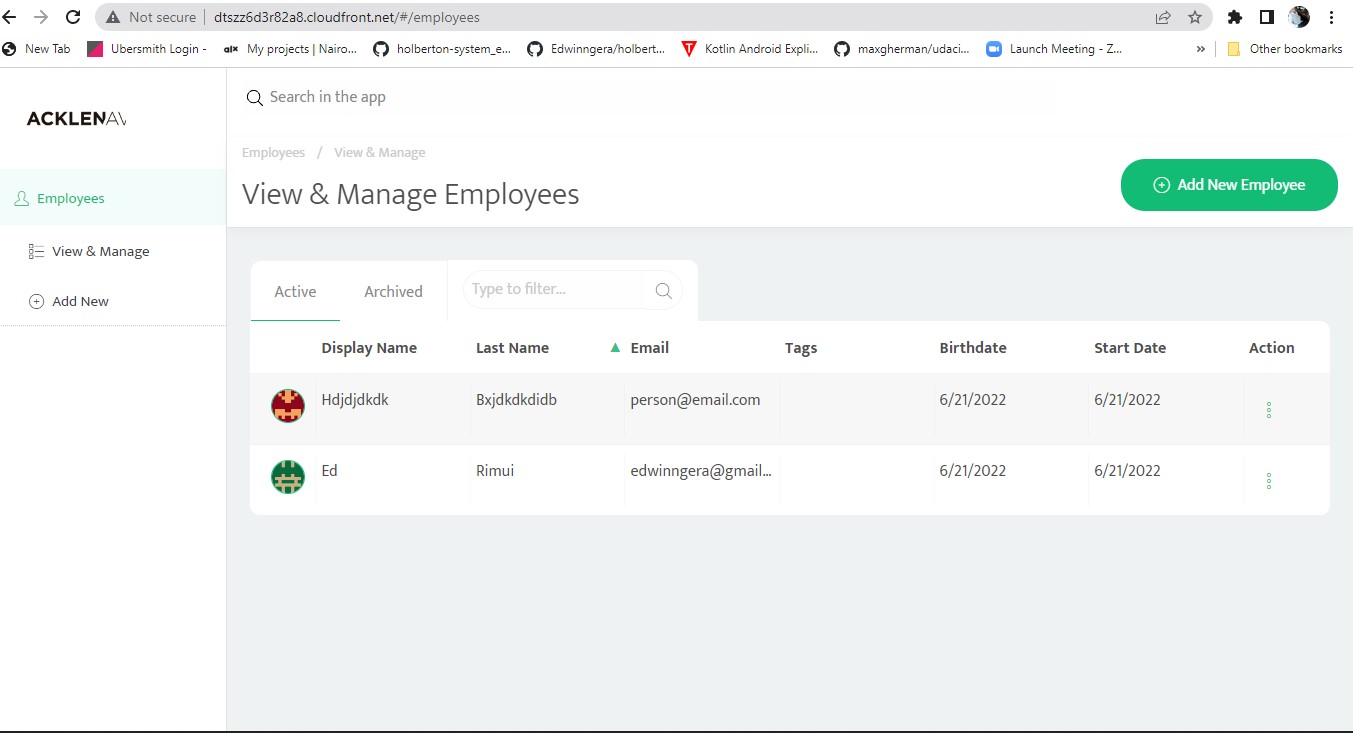 Not secure | dtszz6d3r82a8.cloudfront.net/#/employees
New Tab Ubersmith Login - alx My projects | Nairo... holberton-system_e... Edwinngera/holbert... Kotlin Android Expli... maxgherman/udaci... Launch Meeting - Z... » Other bookmarks
ACKLENAV
Search in the app
Employees / View & Manage
View & Manage Employees
Add New Employee
Employees
View & Manage
Add New
Active Archived Type to filter...
Display Name Last Name ▲ Email Tags Birthdate Start Date Action
Hdjdjdkdk Bxjdkdkdidb person@email.com 6/21/2022 6/21/2022
Ed Rimui edwinngera@gmail... 6/21/2022 6/21/2022